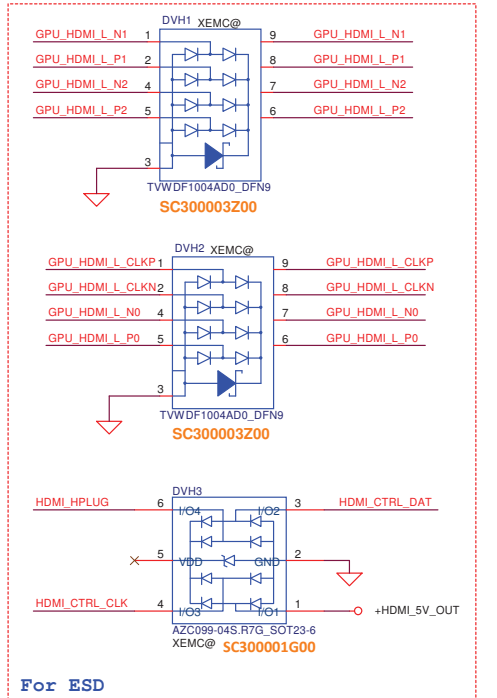 DVH1 XEMC@
GPU_HDMI_L_N1 1 9 GPU_HDMI_L_N1
GPU_HDMI_L_P1 2 8 GPU_HDMI_L_P1
GPU_HDMI_L_N2 4 7 GPU_HDMI_L_N2
GPU_HDMI_L_P2 5 6 GPU_HDMI_L_P2
3
TVWDF1004AD0_DFN9
SC300003Z00
DVH2 XEMC@
GPU_HDMI_L_CLKP 1 9 GPU_HDMI_L_CLKP
GPU_HDMI_L_CLKN 2 8 GPU_HDMI_L_CLKN
GPU_HDMI_L_N0 4 7 GPU_HDMI_L_N0
GPU_HDMI_L_P0 5 6 GPU_HDMI_L_P0
3
TVWDF1004AD0_DFN9
SC300003Z00
DVH3
HDMI_HPLUG 6 I/O4 I/O2 3 HDMI_CTRL_DAT
5 VDD GND 2
HDMI_CTRL_CLK 4 I/O3 I/O1 1 +HDMI_5V_OUT
AZC099-04S.R7G_SOT23-6
XEMC@ SC300001G00
For ESD